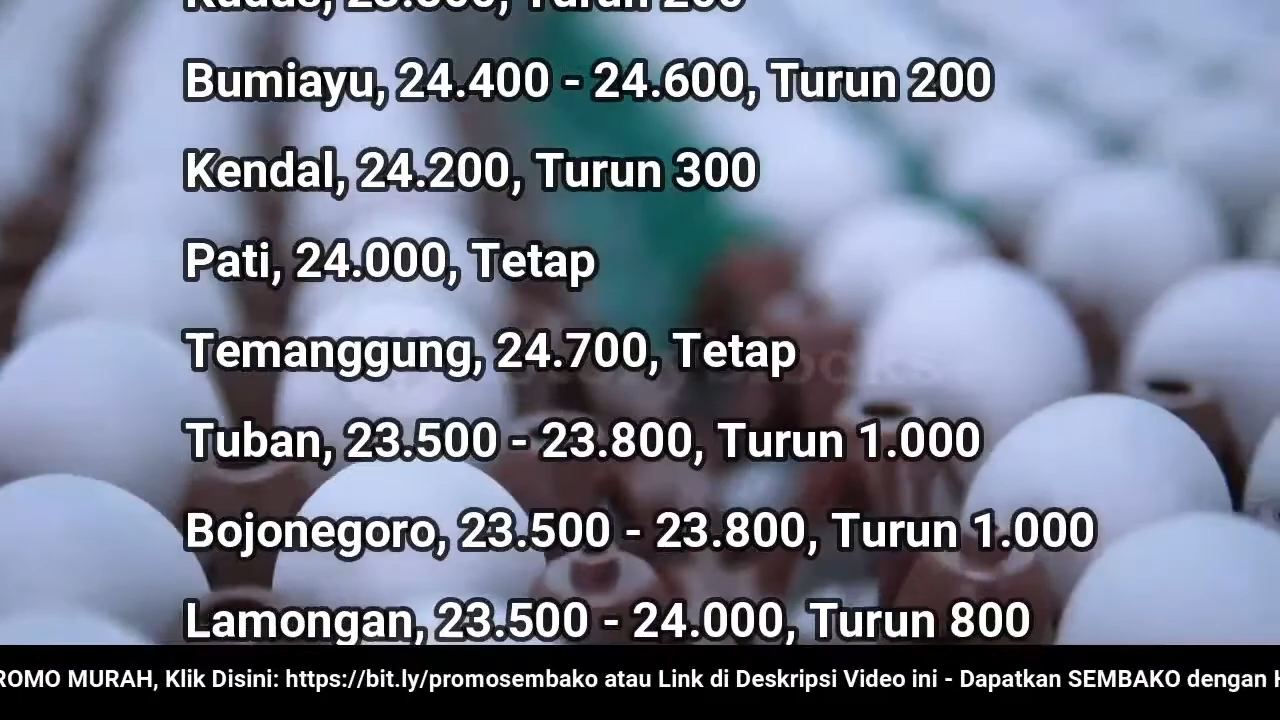 Bumiayu, 24.400 - 24.600, Turun 200
Kendal, 24.200, Turun 300
Pati, 24.000, Tetap
Temanggung, 24.700, Tetap
Tuban, 23.500 - 23.800, Turun 1.000
Bojonegoro, 23.500 - 23.800, Turun 1.000
Lamongan, 23.500 - 24.000, Turun 800
ROMO MURAH, Klik Disini: https://bit.ly/promosembako atau Link di Deskripsi Video ini - Dapatkan SEMBAKO dengan